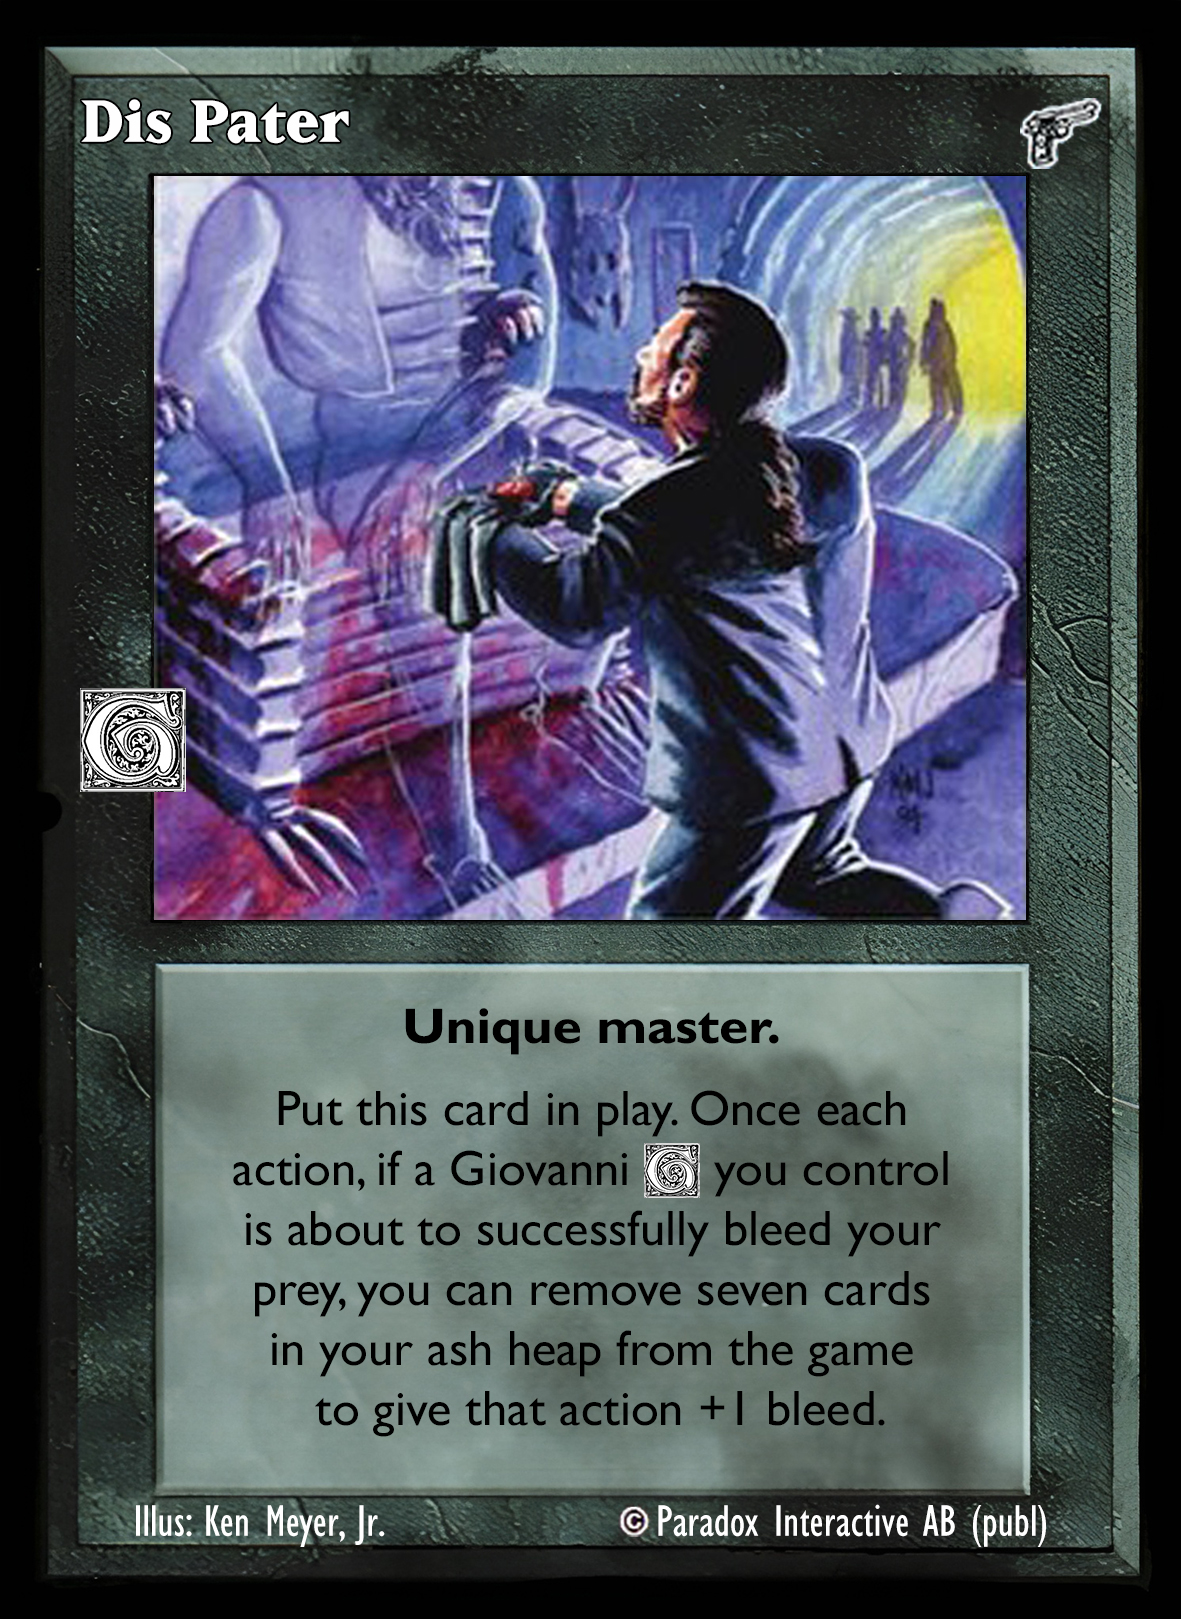 Dis Pater
Unique master.
Put this card in play. Once each
action, if a Giovanni you control
is about to successfully bleed your
prey, you can remove seven cards
in your ash heap from the game
to give that action +1 bleed.
Illus: Ken Meyer, Jr.
© Paradox Interactive AB (publ)